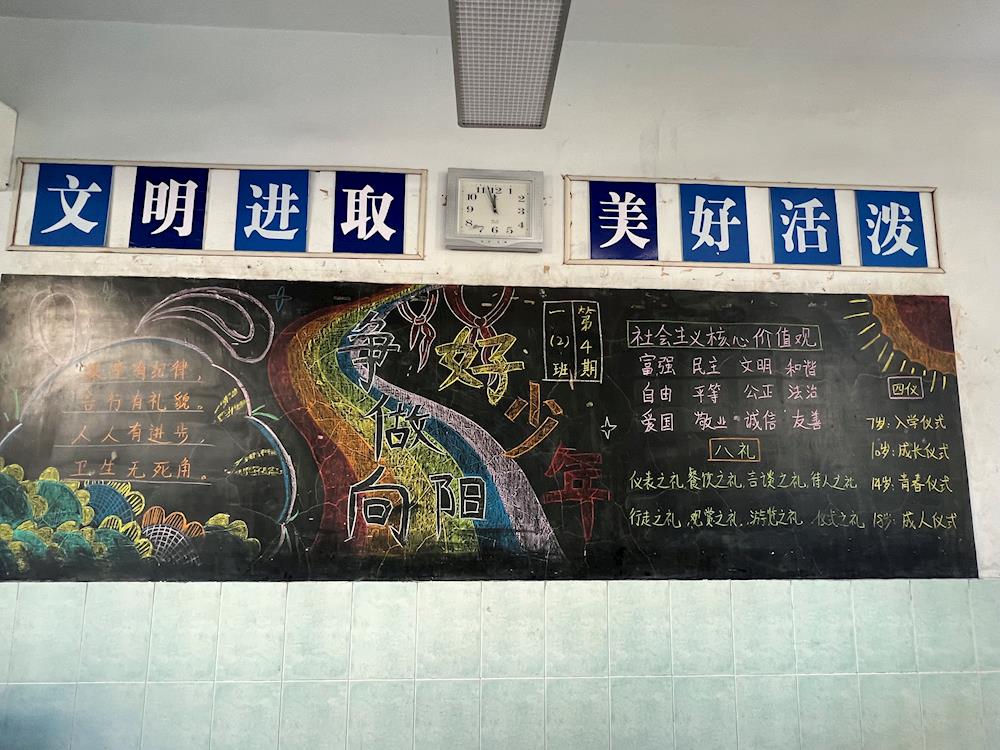 文明进取
美好活泼
课堂有纪律，
言行有礼貌。
人人有进步，
卫生无死角。
争做向阳
好少年
第4期
一(2)班
社会主义核心价值观
富强 民主 文明 和谐
自由 平等 公正 法治
爱国 敬业 诚信 友善
八礼
仪表之礼,餐饮之礼,言谈之礼,待人之礼
行走之礼,观赏之礼,游览之礼,仪式之礼
四仪
7岁:入学仪式
10岁:成长仪式
14岁:青春仪式
18岁:成人仪式